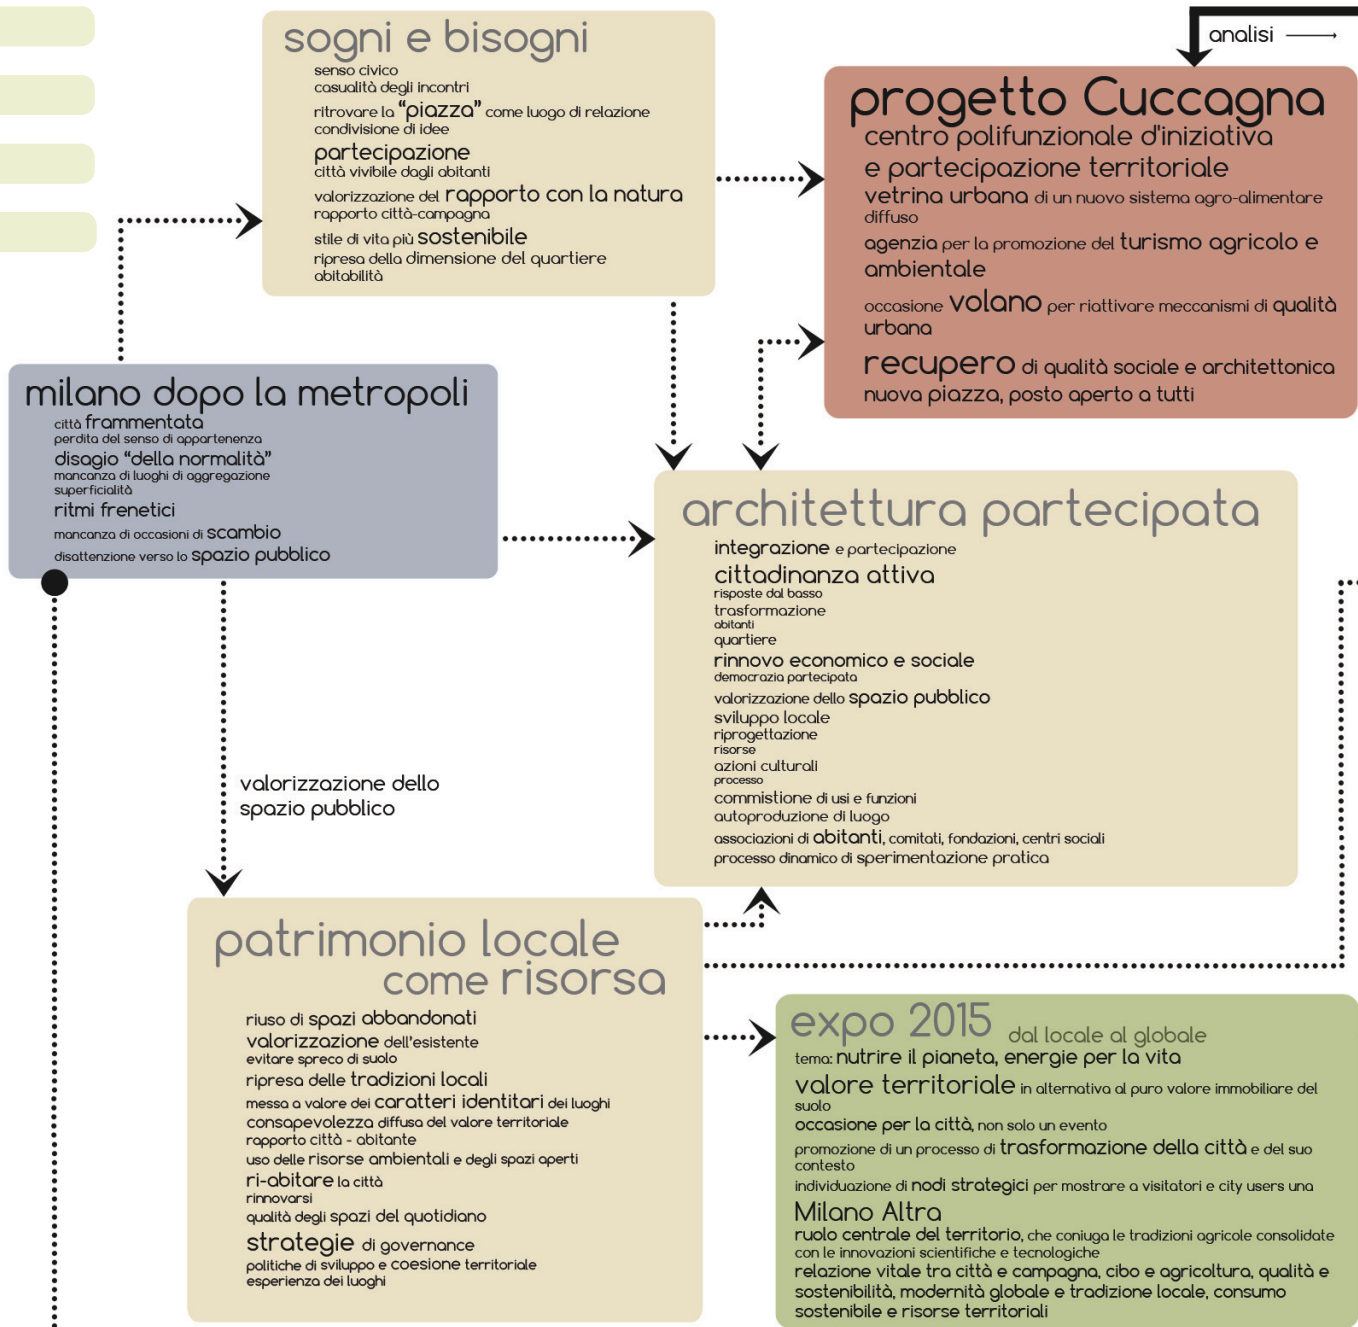 sogni e bisogni
senso civico
casualità degli incontri
ritrovare la “piazza” come luogo di relazione
condivisione di idee
partecipazione
città vivibile dagli abitanti
valorizzazione del rapporto con la natura
rapporto città-campagna
stile di vita più sostenibile
ripresa della dimensione del quartiere
abitabilità
analisi
progetto Cuccagna
centro polifunzionale d'iniziativa
e partecipazione territoriale
vetrina urbana di un nuovo sistema agro-alimentare
diffuso
agenzia per la promozione del turismo agricolo e
ambientale
occasione volano per riattivare meccanismi di qualità
urbana
recupero di qualità sociale e architettonica
nuova piazza, posto aperto a tutti
milano dopo la metropoli
città frammentata
perdita del senso di appartenenza
disagio “della normalità”
mancanza di luoghi di aggregazione
superficialità
ritmi frenetici
mancanza di occasioni di scambio
disattenzione verso lo spazio pubblico
architettura partecipata
integrazione e partecipazione
cittadinanza attiva
risposte dal basso
trasformazione
abitanti
quartiere
rinnovo economico e sociale
democrazia partecipata
valorizzazione dello spazio pubblico
sviluppo locale
riprogettazione
risorse
azioni culturali
processo
commistione di usi e funzioni
autoproduzione di luogo
associazioni di abitanti, comitati, fondazioni, centri sociali
processo dinamico di sperimentazione pratica
valorizzazione dello
spazio pubblico
patrimonio locale
come risorsa
riuso di spazi abbandonati
valorizzazione dell'esistente
evitare spreco di suolo
ripresa delle tradizioni locali
messa a valore dei caratteri identitari dei luoghi
consapevolezza diffusa del valore territoriale
rapporto città - abitante
uso delle risorse ambientali e degli spazi aperti
ri-abitare la città
rinnovarsi
qualità degli spazi del quotidiano
strategie di governance
politiche di sviluppo e coesione territoriale
esperienza dei luoghi
expo 2015 dal locale al globale
tema: nutrire il pianeta, energie per la vita
valore territoriale in alternativa al puro valore immobiliare del
suolo
occasione per la città, non solo un evento
promozione di un processo di trasformazione della città e del suo
contesto
individuazione di nodi strategici per mostrare a visitatori e city users una
Milano Altra
ruolo centrale del territorio, che coniuga le tradizioni agricole consolidate
con le innovazioni scientifiche e tecnologiche
relazione vitale tra città e campagna, cibo e agricoltura, qualità e
sostenibilità, modernità globale e tradizione locale, consumo
sostenibile e risorse territoriali